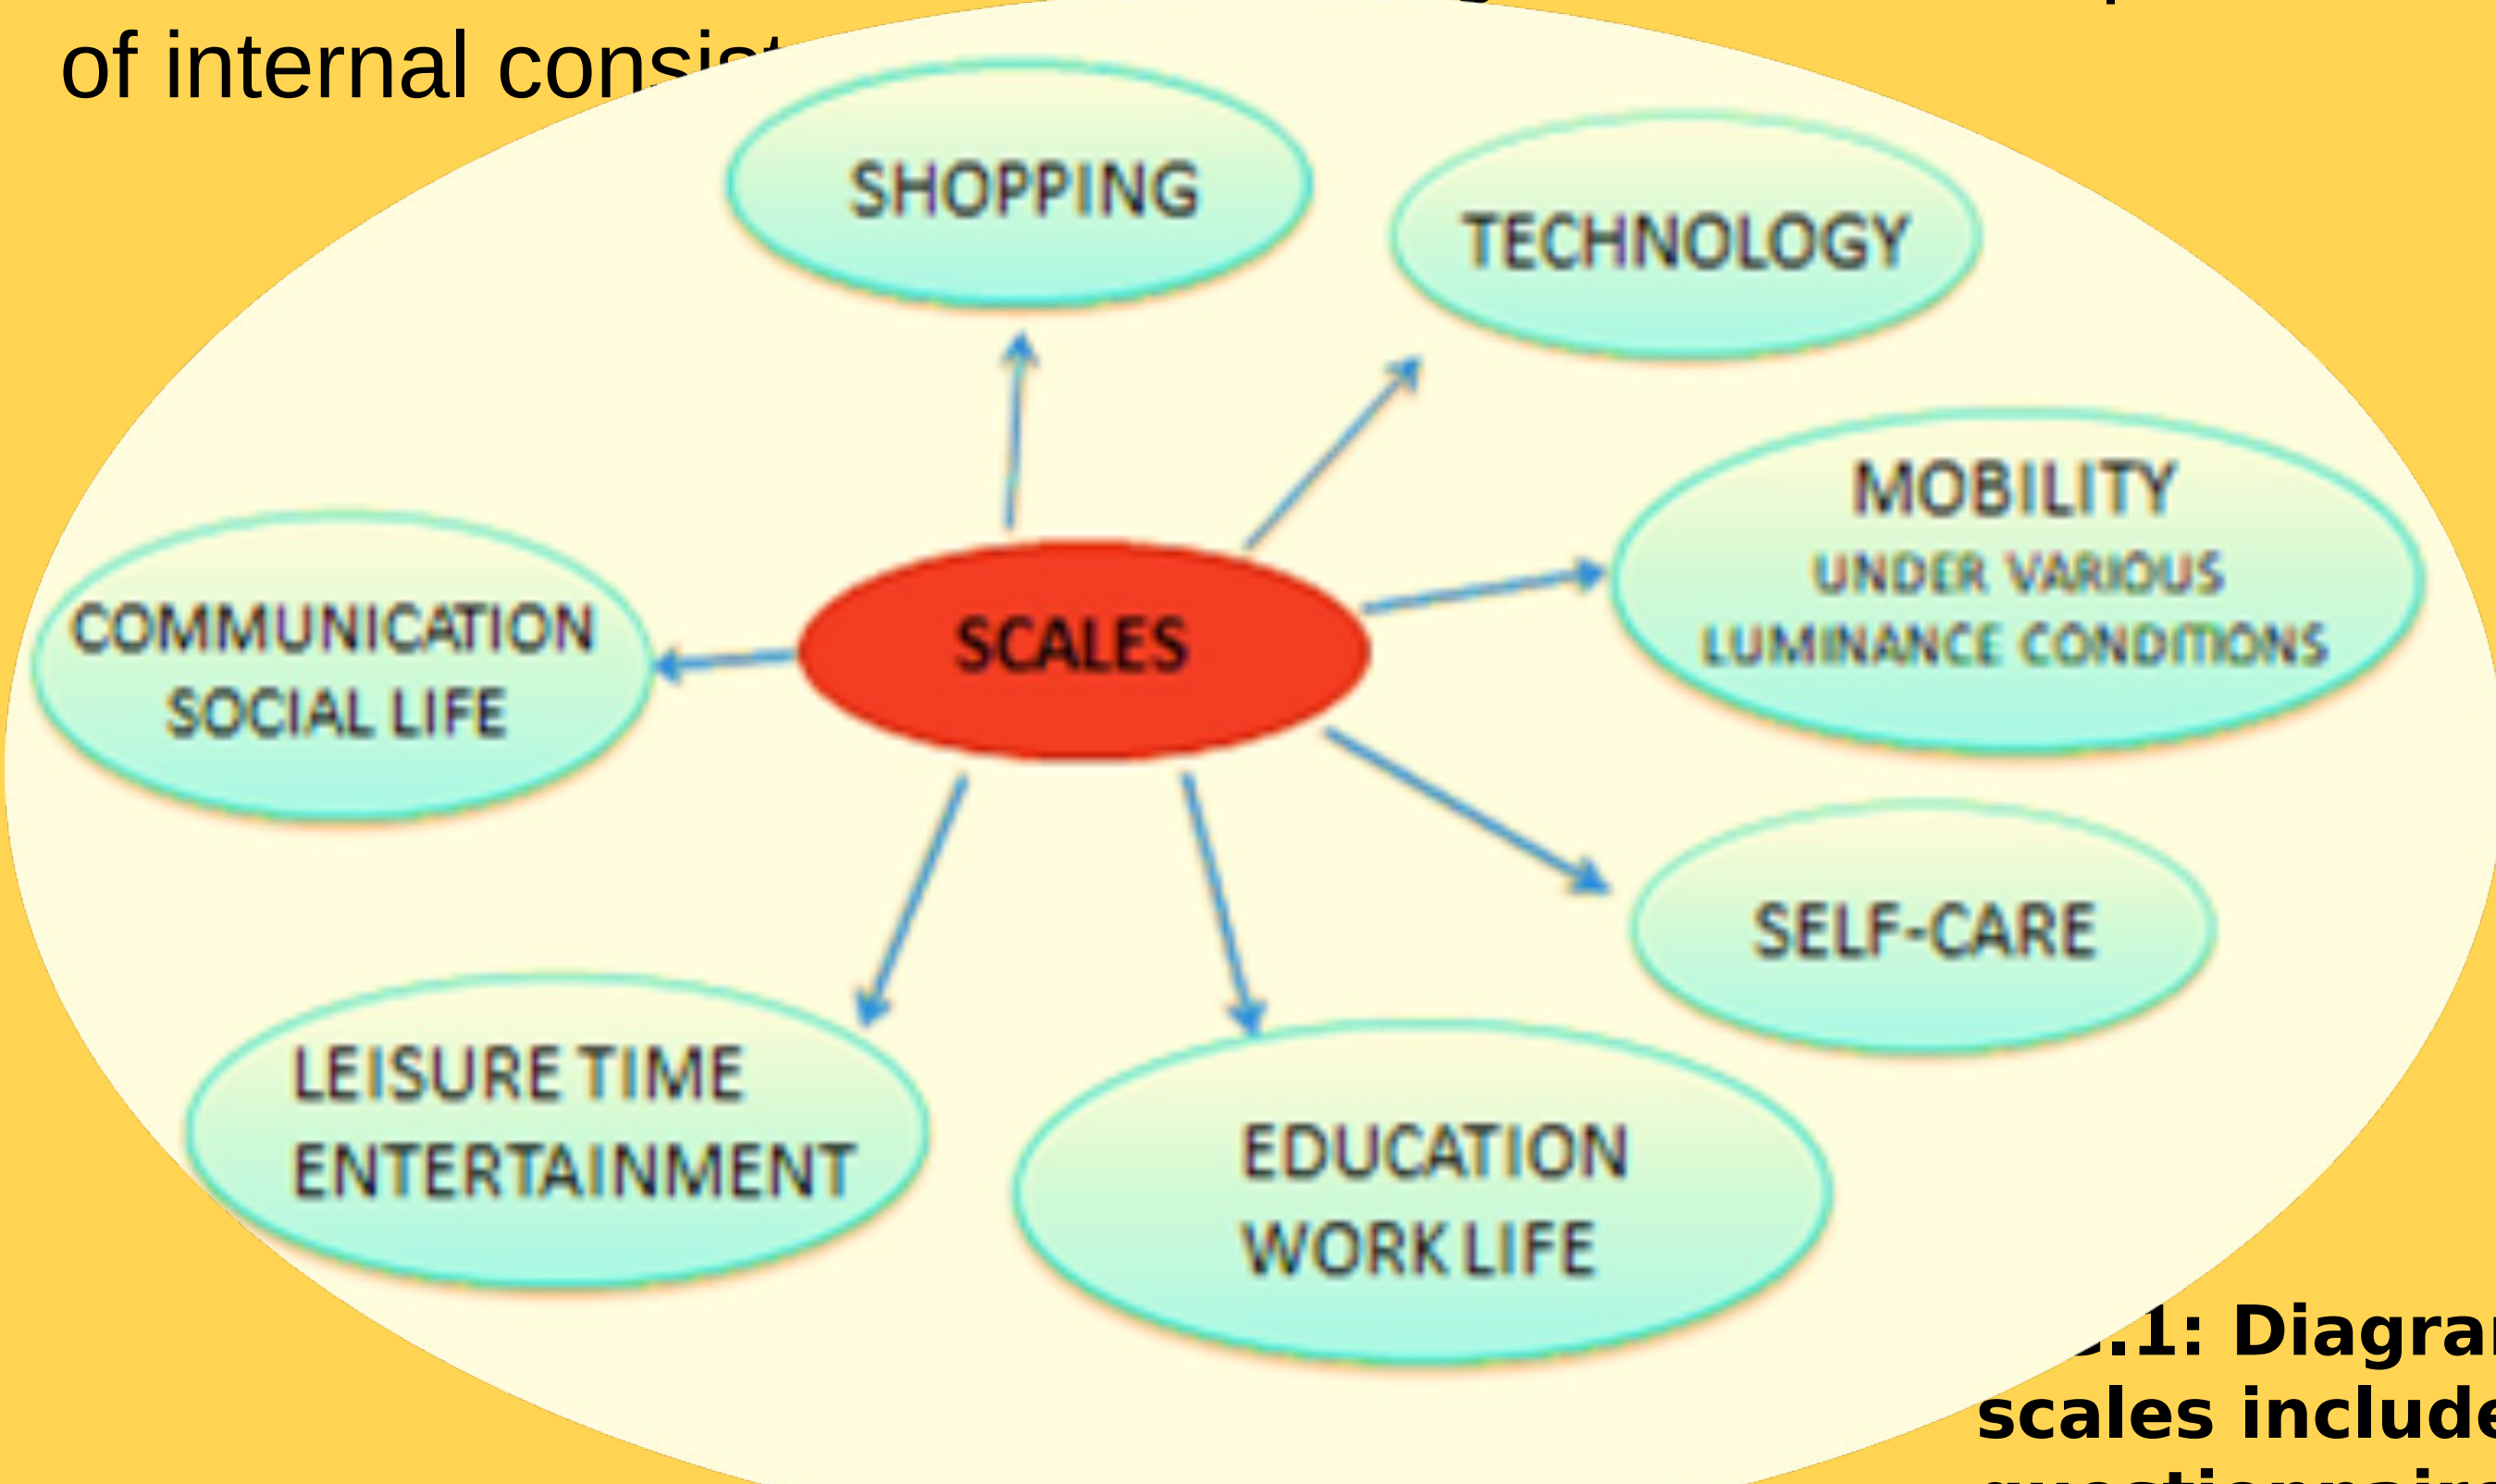 of internal consist
SHOPPING
TECHNOLOGY
MOBILITY
UNDER VARIOUS
LUMINANCE CONDITIONS
SCALES
COMMUNICATION
SOCIAL LIFE
SELF-CARE
LEISURE TIME
ENTERTAINMENT
EDUCATION
WORK LIFE
.1: Diagra
scales include